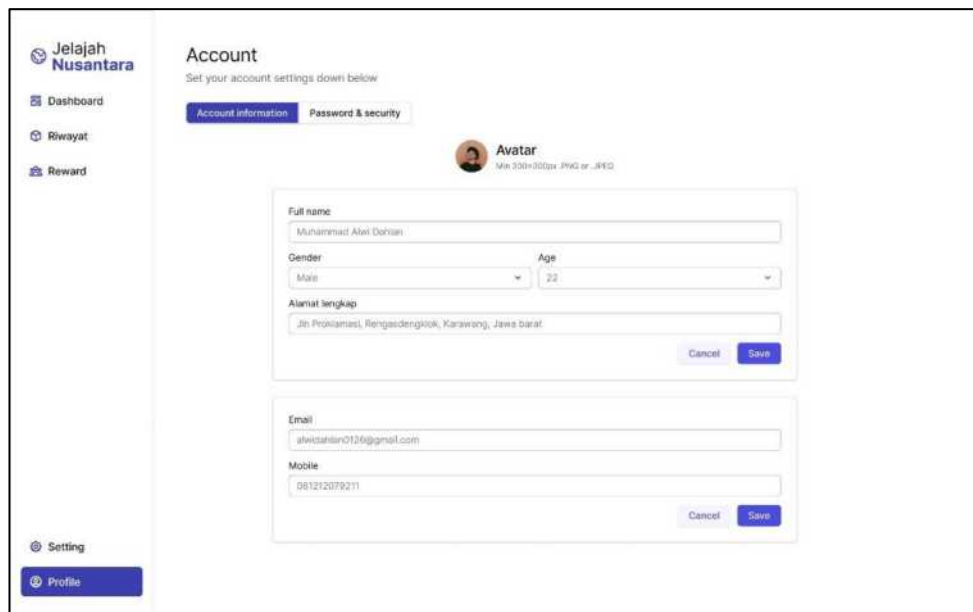 Jelajah
Nusantara
Dashboard
Riwayat
Reward
Setting
Profile
Account
Set your account settings down below
Account information
Password & security
Avatar
Min 300x300px .PNG or .JPEG
Full name
Muhammad Alwi Dahlan
Gender
Age
Male
22
Alamat lengkap
Jln Proklamasi, Rengasdengklok, Karawang, Jawa barat
Cancel
Save
Email
alwidahlan0126@gmail.com
Mobile
081212079211
Cancel
Save